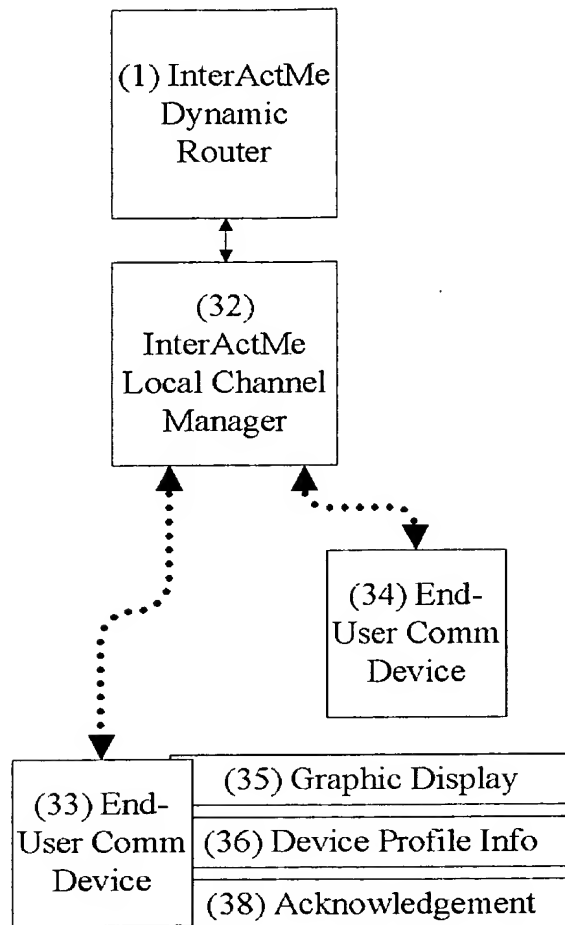 (1) InterActMe
Dynamic
Router
(32)
InterActMe
Local Channel
Manager
(34) End-
User Comm
Device
(33) End-
User Comm
Device
(35) Graphic Display
(36) Device Profile Info
(38) Acknowledgement